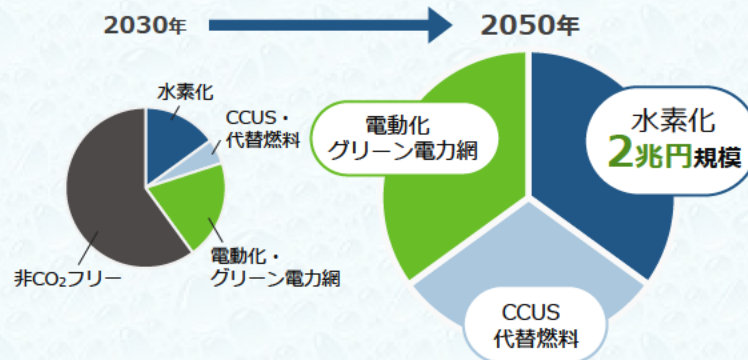 2030年
2050年
水素化
CCUS・
代替燃料
電動化・
グリーン電力網
非CO₂フリー
電動化
グリーン電力網
水素化
2兆円規模
CCUS
代替燃料